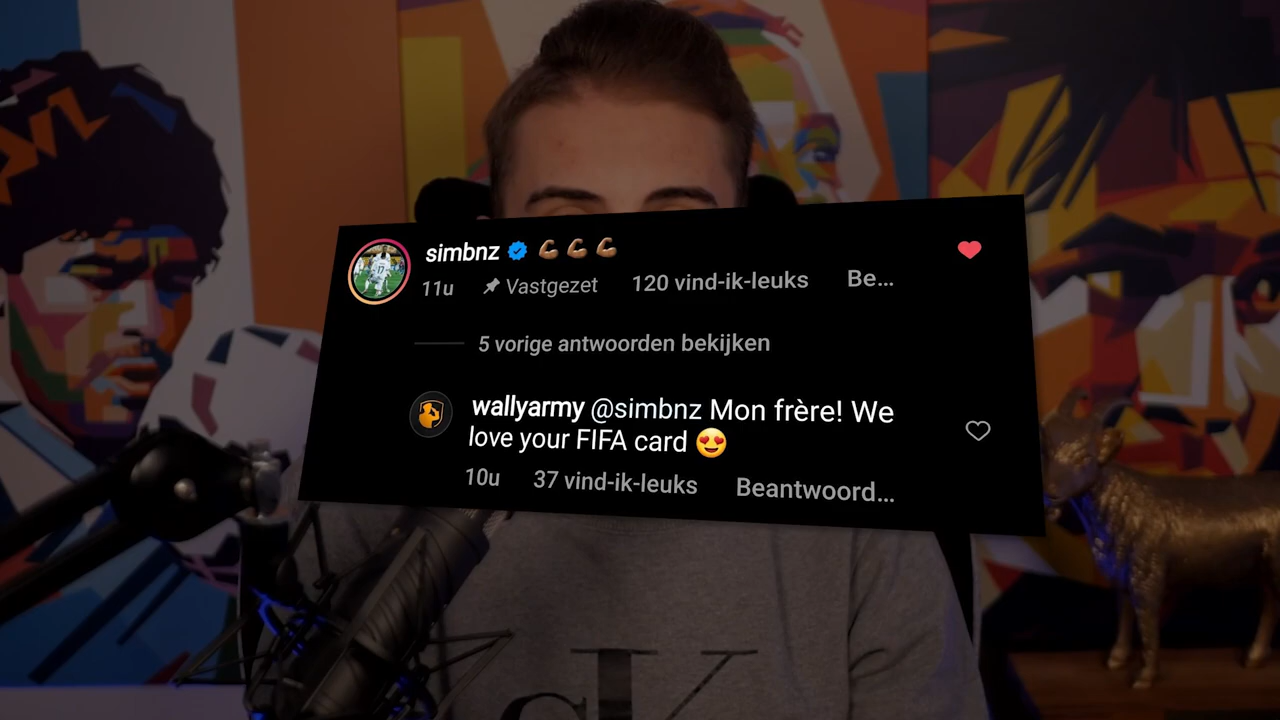 simbnz 💪🏾 💪🏾 💪🏾
11u Vastgezet 120 vind-ik-leuks Be...
5 vorige antwoorden bekijken
wallyarmy @simbnz Mon frère! We
love your FIFA card 😍
10u 37 vind-ik-leuks Beantwoord...
cK